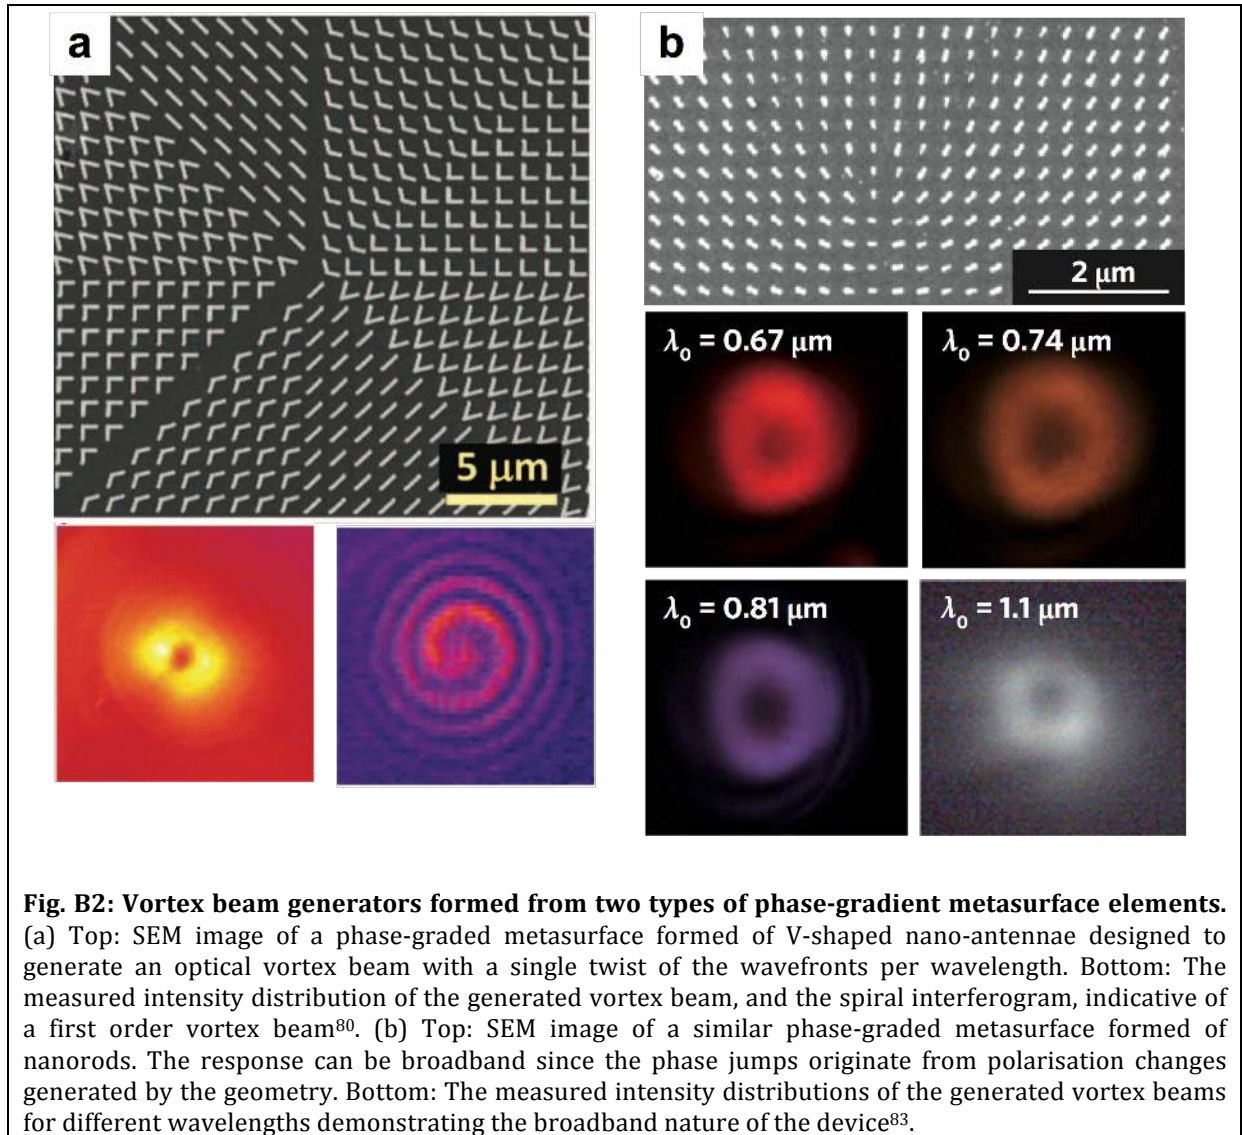 a
b
5 μm
2 μm
λ₀ = 0.67 μm
λ₀ = 0.74 μm
λ₀ = 0.81 μm
λ₀ = 1.1 μm
Fig. B2: Vortex beam generators formed from two types of phase-gradient metasurface elements.
(a) Top: SEM image of a phase-graded metasurface formed of V-shaped nano-antennae designed to
generate an optical vortex beam with a single twist of the wavefronts per wavelength. Bottom: The
measured intensity distribution of the generated vortex beam, and the spiral interferogram, indicative of
a first order vortex beam⁸⁰. (b) Top: SEM image of a similar phase-graded metasurface formed of
nanorods. The response can be broadband since the phase jumps originate from polarisation changes
generated by the geometry. Bottom: The measured intensity distributions of the generated vortex beams
for different wavelengths demonstrating the broadband nature of the device⁸³.